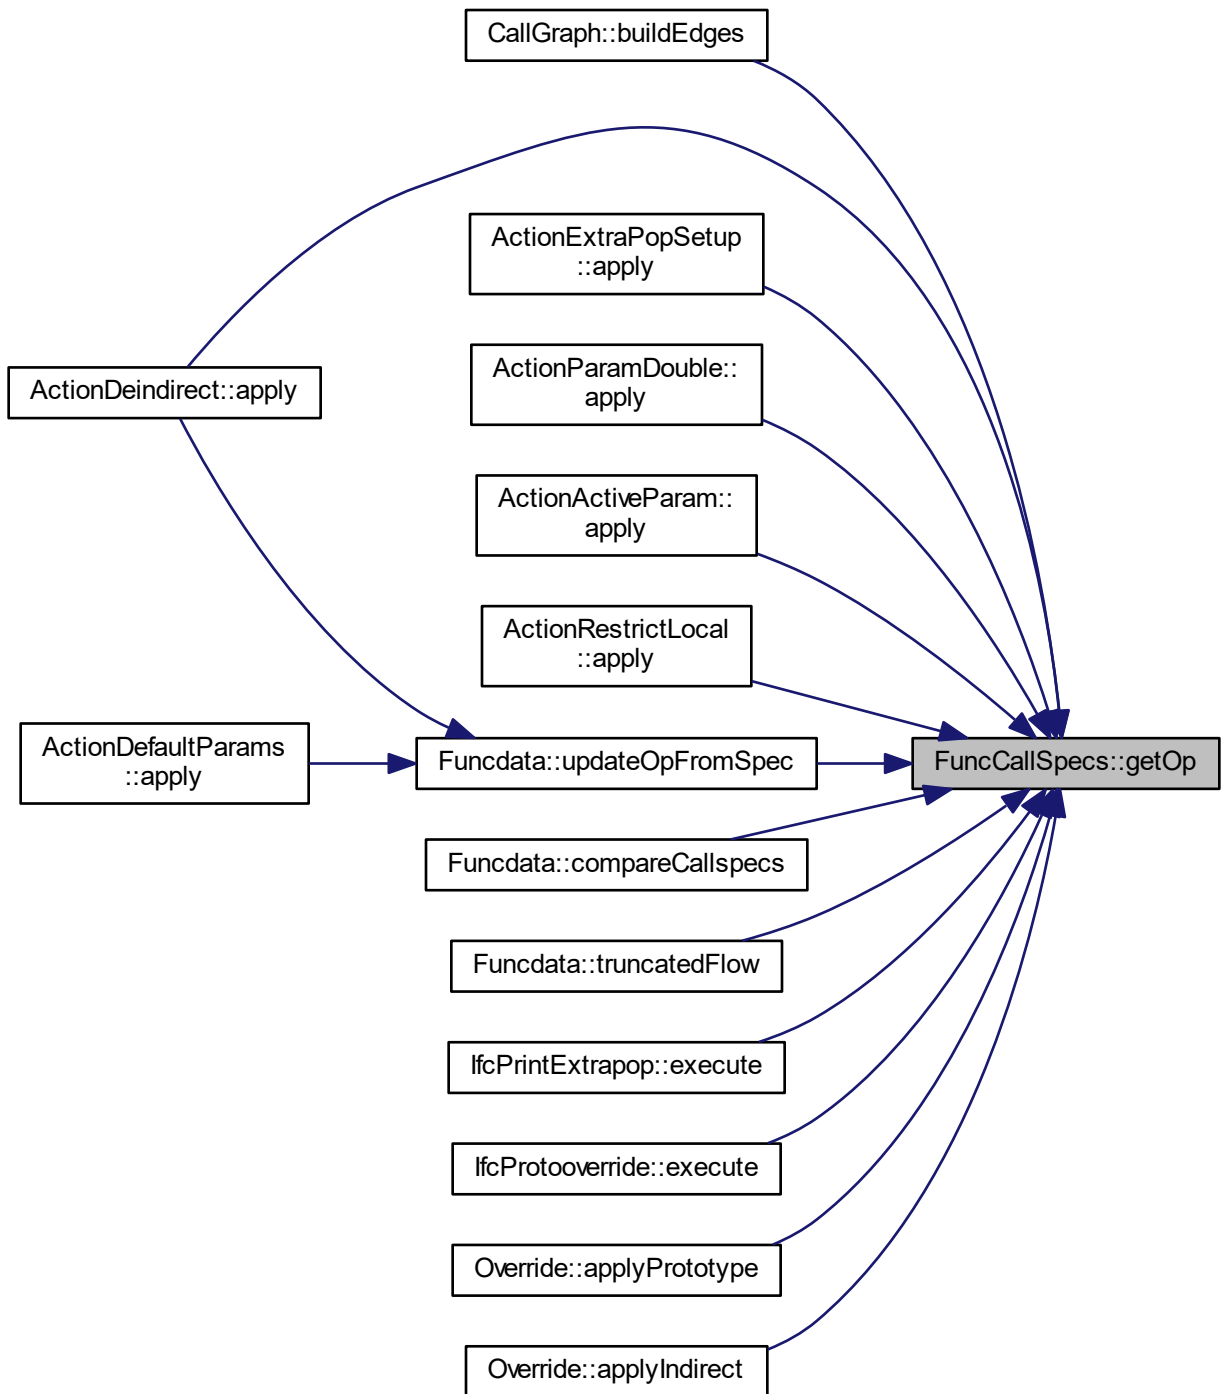 CallGraph::buildEdges
ActionExtraPopSetup
::apply
ActionParamDouble::
apply
ActionDeindirect::apply
ActionActiveParam::
apply
ActionRestrictLocal
::apply
ActionDefaultParams
::apply
Funcdata::updateOpFromSpec
FuncCallSpecs::getOp
Funcdata::compareCallspecs
Funcdata::truncatedFlow
IfcPrintExtrapop::execute
IfcProtooverride::execute
Override::applyPrototype
Override::applyIndirect